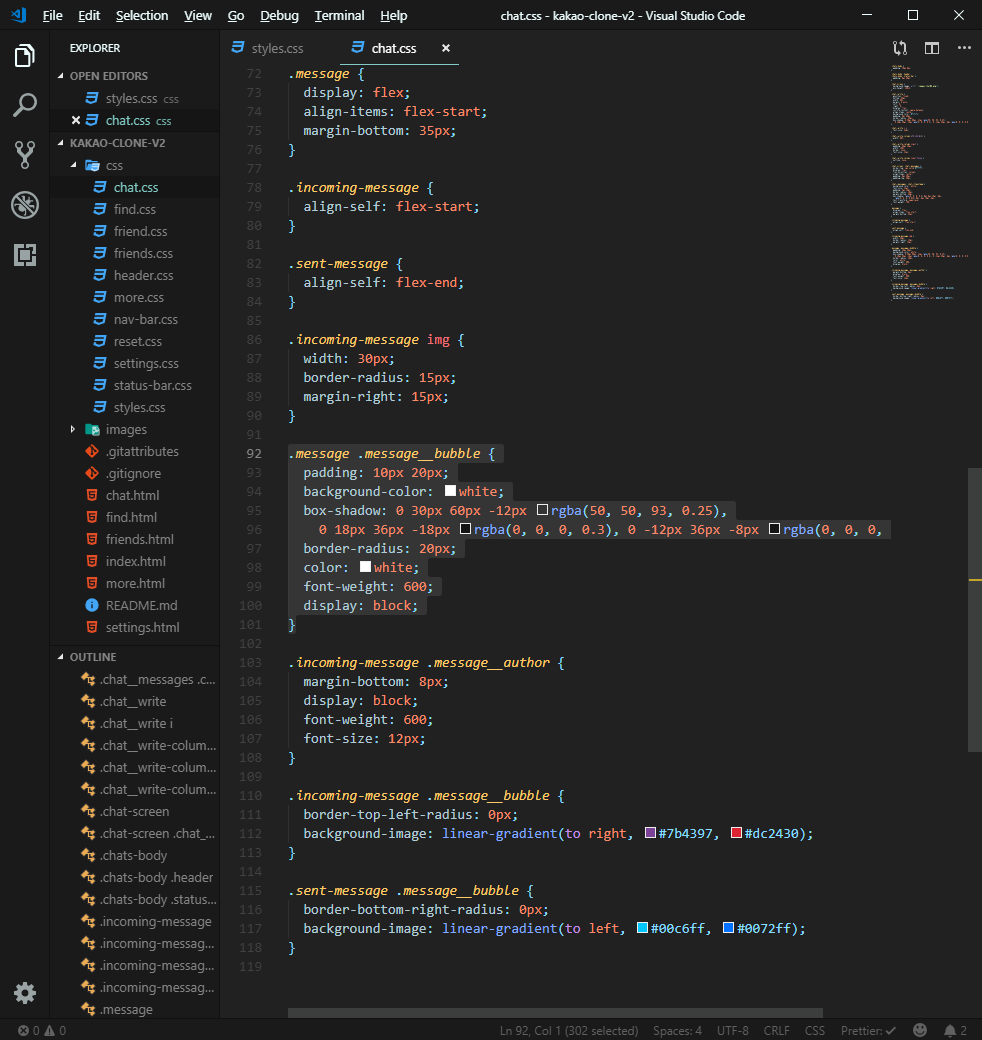 File Edit Selection View Go Debug Terminal Help
chat.css - kakao-clone-v2 - Visual Studio Code
EXPLORER
OPEN EDITORS
styles.css css
chat.css css
KAKAO-CLONE-V2
css
chat.css
find.css
friend.css
friends.css
header.css
more.css
nav-bar.css
reset.css
settings.css
status-bar.css
styles.css
images
.gitattributes
.gitignore
chat.html
find.html
friends.html
index.html
more.html
README.md
settings.html
OUTLINE
.chat__messages .c...
.chat__write
.chat__write i
.chat__write-colum...
.chat__write-colum...
.chat__write-colum...
.chat-screen
.chat-screen .chat_...
.chats-body
.chats-body .header
.chats-body .status...
.incoming-message
.incoming-messag...
.incoming-messag...
.incoming-messag...
.message
styles.css chat.css
72 .message {
73 display: flex;
74 align-items: flex-start;
75 margin-bottom: 35px;
76 }
77
78 .incoming-message {
79 align-self: flex-start;
80 }
81
82 .sent-message {
83 align-self: flex-end;
84 }
85
86 .incoming-message img {
87 width: 30px;
88 border-radius: 15px;
89 margin-right: 15px;
90 }
91
92 .message .message__bubble {
93 padding: 10px 20px;
94 background-color: white;
95 box-shadow: 0 30px 60px -12px rgba(50, 50, 93, 0.25),
96 0 18px 36px -18px rgba(0, 0, 0, 0.3), 0 -12px 36px -8px rgba(0, 0, 0,
97 border-radius: 20px;
98 color: white;
99 font-weight: 600;
100 display: block;
101 }
102
103 .incoming-message .message__author {
104 margin-bottom: 8px;
105 display: block;
106 font-weight: 600;
107 font-size: 12px;
108 }
109
110 .incoming-message .message__bubble {
111 border-top-left-radius: 0px;
112 background-image: linear-gradient(to right, #7b4397, #dc2430);
113 }
114
115 .sent-message .message__bubble {
116 border-bottom-right-radius: 0px;
117 background-image: linear-gradient(to left, #00c6ff, #0072ff);
118 }
119
0 0 Ln 92, Col 1 (302 selected) Spaces: 4 UTF-8 CRLF CSS Prettier: ✓ 2